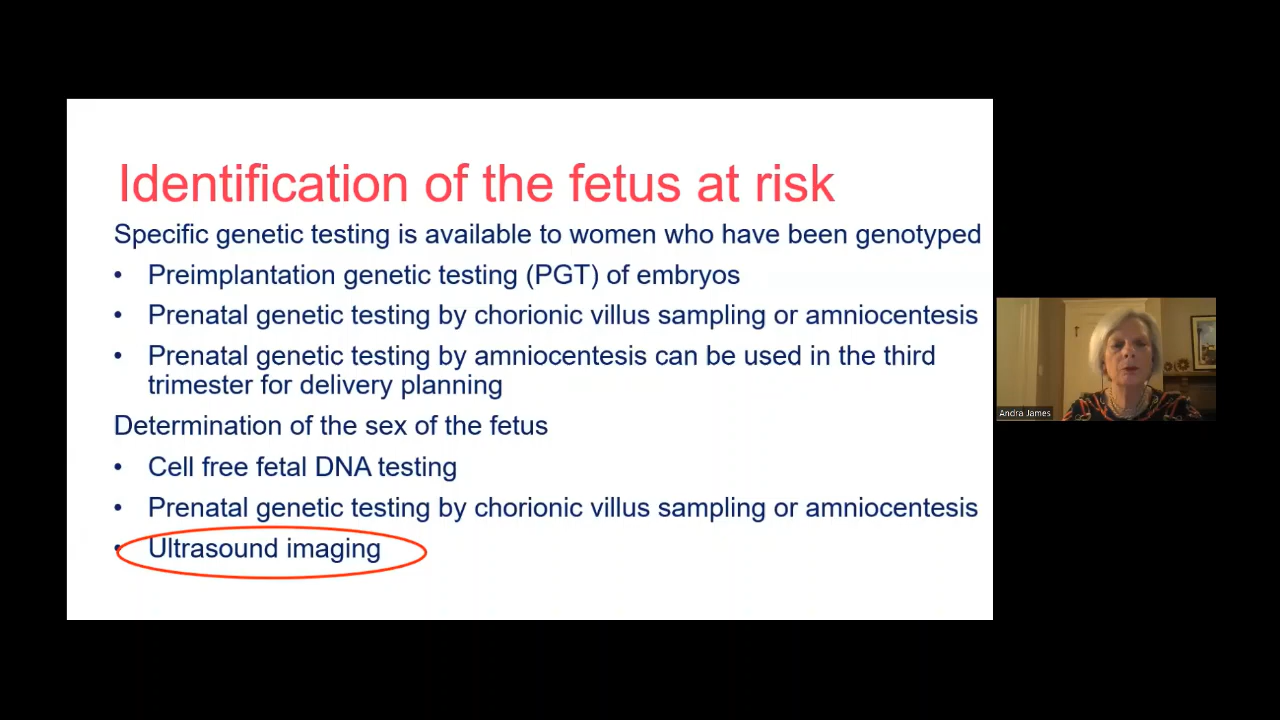 Identification of the fetus at risk
Specific genetic testing is available to women who have been genotyped
• Preimplantation genetic testing (PGT) of embryos
• Prenatal genetic testing by chorionic villus sampling or amniocentesis
• Prenatal genetic testing by amniocentesis can be used in the third
trimester for delivery planning
Determination of the sex of the fetus
• Cell free fetal DNA testing
• Prenatal genetic testing by chorionic villus sampling or amniocentesis
• Ultrasound imaging
Andra James